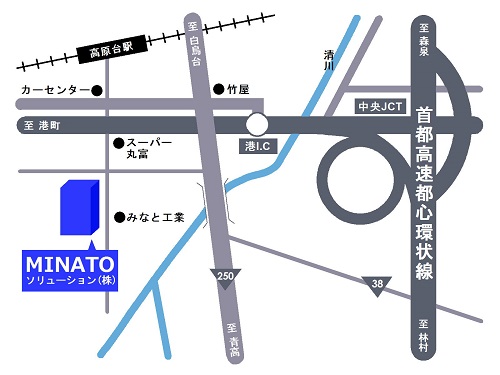 高原台駅
至 白鳥台
清川
至 森泉
カーセンター
竹屋
中央JCT
至 港町
港I.C
スーパー
丸富
首都高速都心環状線
みなと工業
MINATO
ソリューション(株)
250
38
至 青高
至 林村